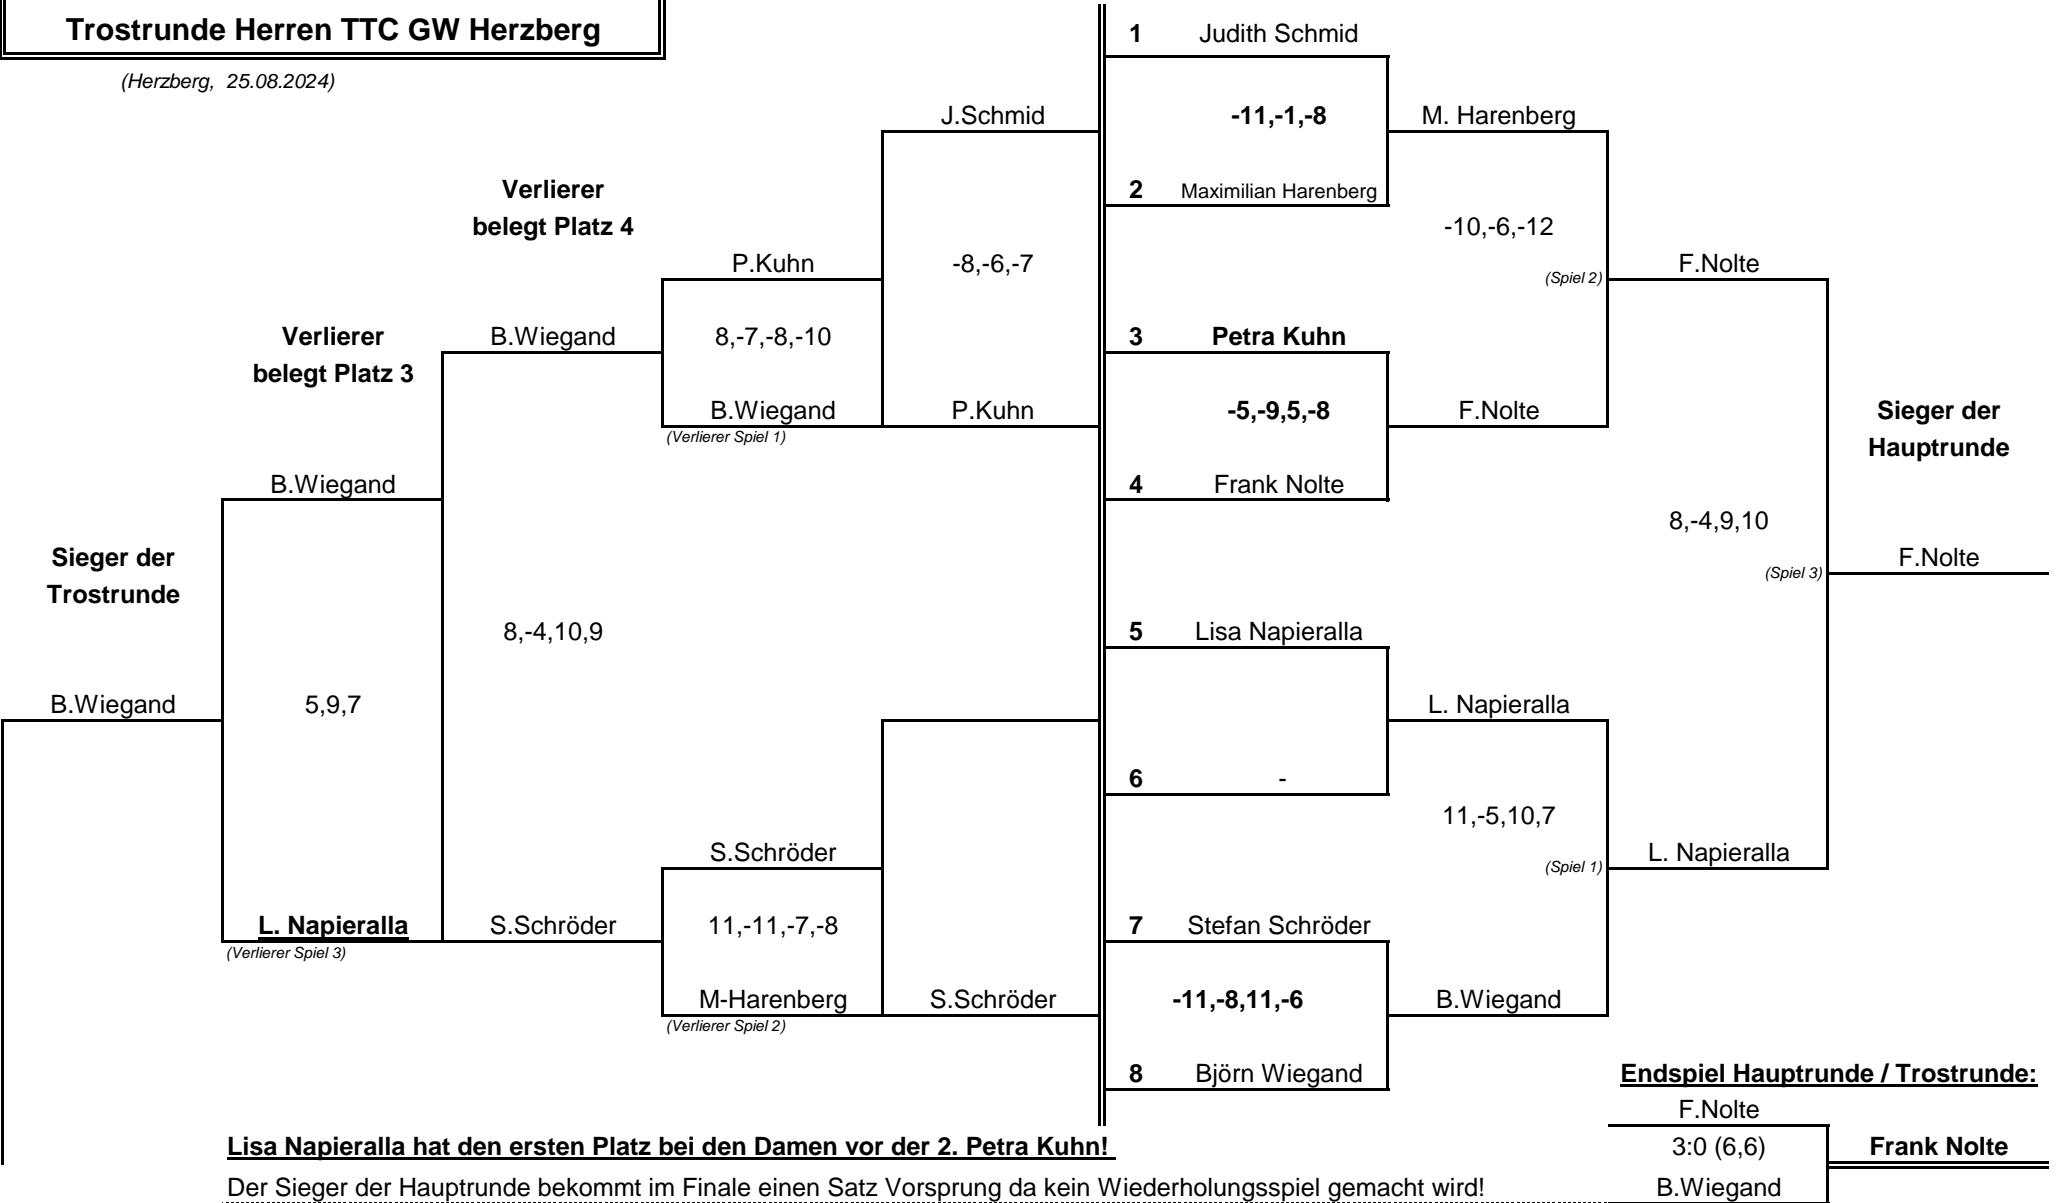 Trostrunde Herren TTC GW Herzberg
1 Judith Schmid
(Herzberg, 25.08.2024)
J.Schmid -11,-1,-8 M. Harenberg
Verlierer 2 Maximilian Harenberg
belegt Platz 4 -10,-6,-12
P.Kuhn -8,-6,-7 (Spiel 2) F.Nolte
Verlierer B.Wiegand 8,-7,-8,-10 3 Petra Kuhn
belegt Platz 3
B.Wiegand P.Kuhn -5,-9,5,-8 F.Nolte Sieger der
(Verlierer Spiel 1) Hauptrunde
B.Wiegand 4 Frank Nolte
8,-4,9,10
Sieger der (Spiel 3) F.Nolte
Trostrunde
8,-4,10,9 5 Lisa Napieralla
B.Wiegand 5,9,7 L. Napieralla
6 -
11,-5,10,7
S.Schröder (Spiel 1) L. Napieralla
L. Napieralla S.Schröder 11,-11,-7,-8 7 Stefan Schröder
(Verlierer Spiel 3)
M-Harenberg S.Schröder -11,-8,11,-6 B.Wiegand
(Verlierer Spiel 2)
8 Björn Wiegand Endspiel Hauptrunde / Trostrunde:
F.Nolte
Lisa Napieralla hat den ersten Platz bei den Damen vor der 2. Petra Kuhn! 3:0 (6,6) Frank Nolte
Der Sieger der Hauptrunde bekommt im Finale einen Satz Vorsprung da kein Wiederholungsspiel gemacht wird! B.Wiegand